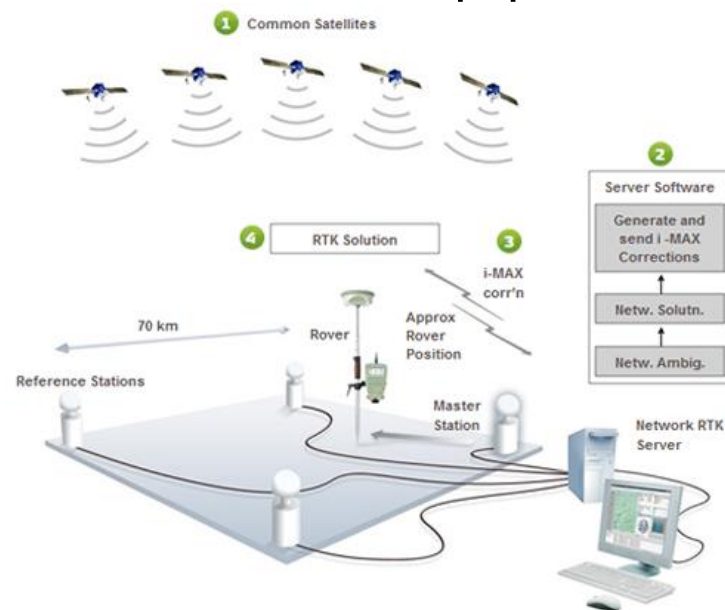 1 Common Satellites
2
Server Software
Generate and
send i -MAX
Corrections
Netw. Solutn.
Netw. Ambig.
4 RTK Solution
3
i-MAX
corr'n
70 km
Rover
Approx
Rover
Position
Reference Stations
Master
Station
Network RTK
Server